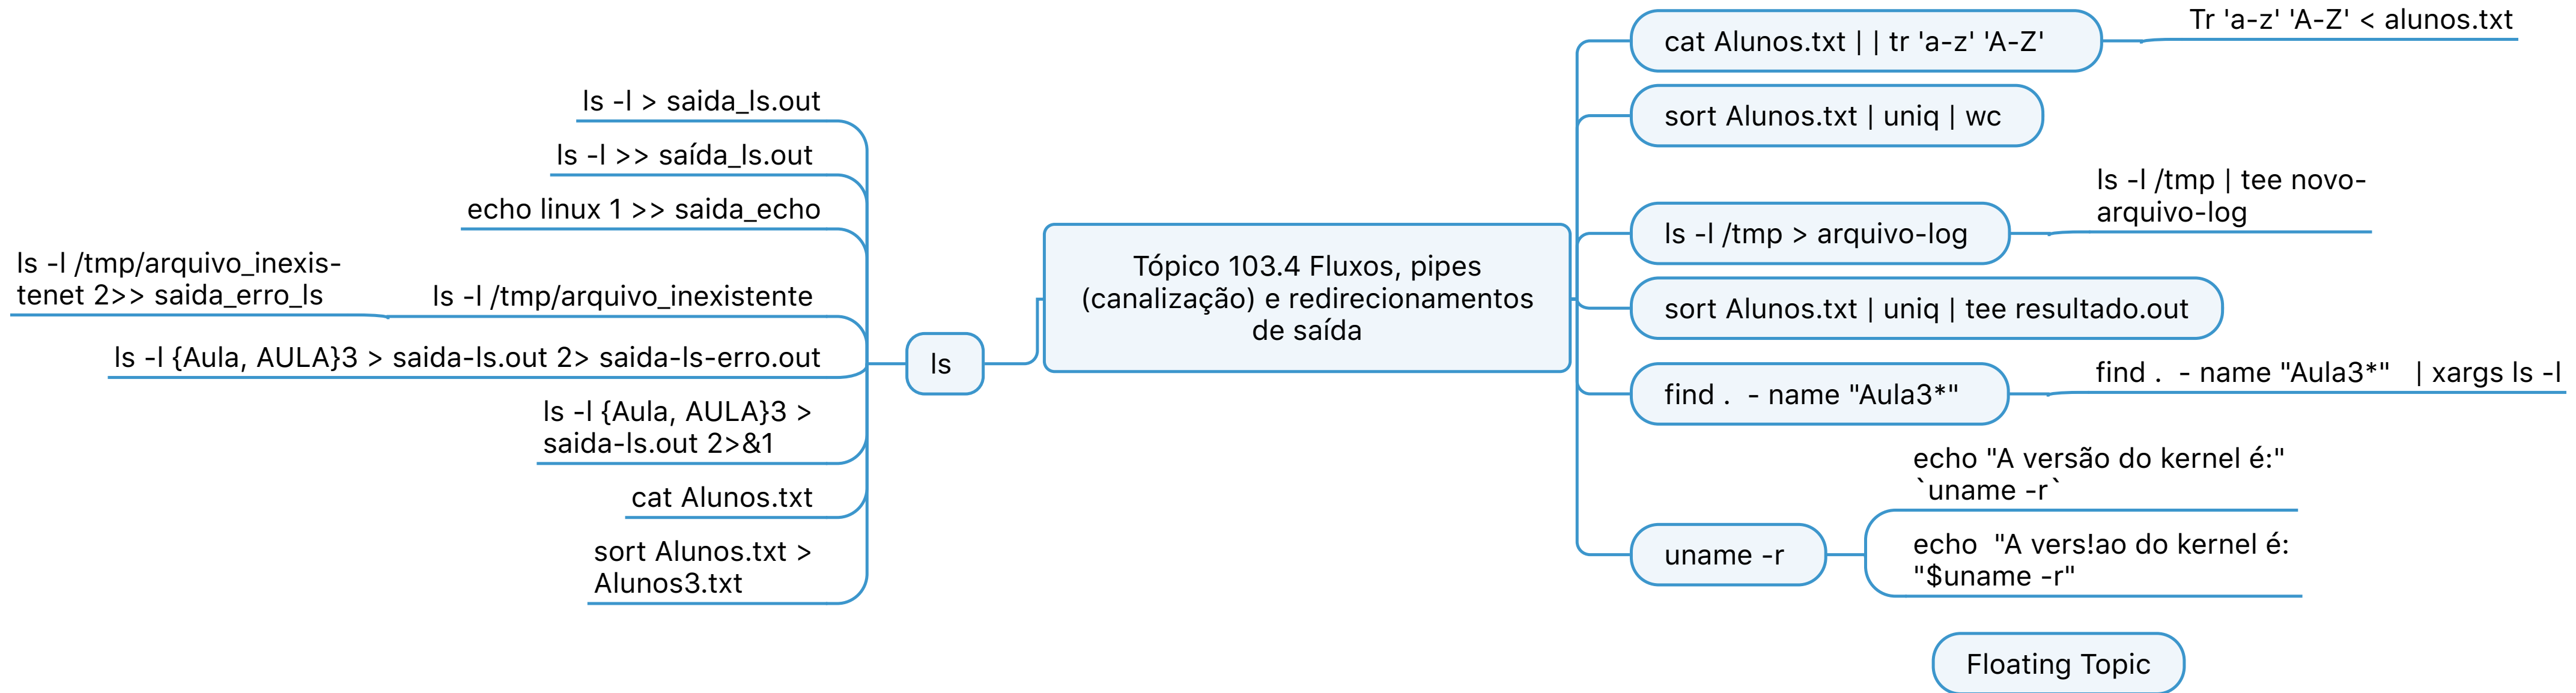 Tópico 103.4 Fluxos, pipes
(canalização) e redirecionamentos
de saída
cat Alunos.txt | | tr 'a-z' 'A-Z'
Tr 'a-z' 'A-Z' < alunos.txt
sort Alunos.txt | uniq | wc
ls -l /tmp > arquivo-log
ls -l /tmp | tee novo-
arquivo-log
sort Alunos.txt | uniq | tee resultado.out
find .  - name "Aula3*"
find .  - name "Aula3*"   | xargs ls -l
uname -r
echo "A versão do kernel é:"
`uname -r`
echo  "A vers!ao do kernel é:
"$uname -r"
ls
ls -l > saida_ls.out
ls -l >> saída_ls.out
echo linux 1 >> saida_echo
ls -l /tmp/arquivo_inexistente
ls -l /tmp/arquivo_inexis-
tenet 2>> saida_erro_ls
ls -l {Aula, AULA}3 > saida-ls.out 2> saida-ls-erro.out
ls -l {Aula, AULA}3 >
saida-ls.out 2>&1
cat Alunos.txt
sort Alunos.txt >
Alunos3.txt
Floating Topic